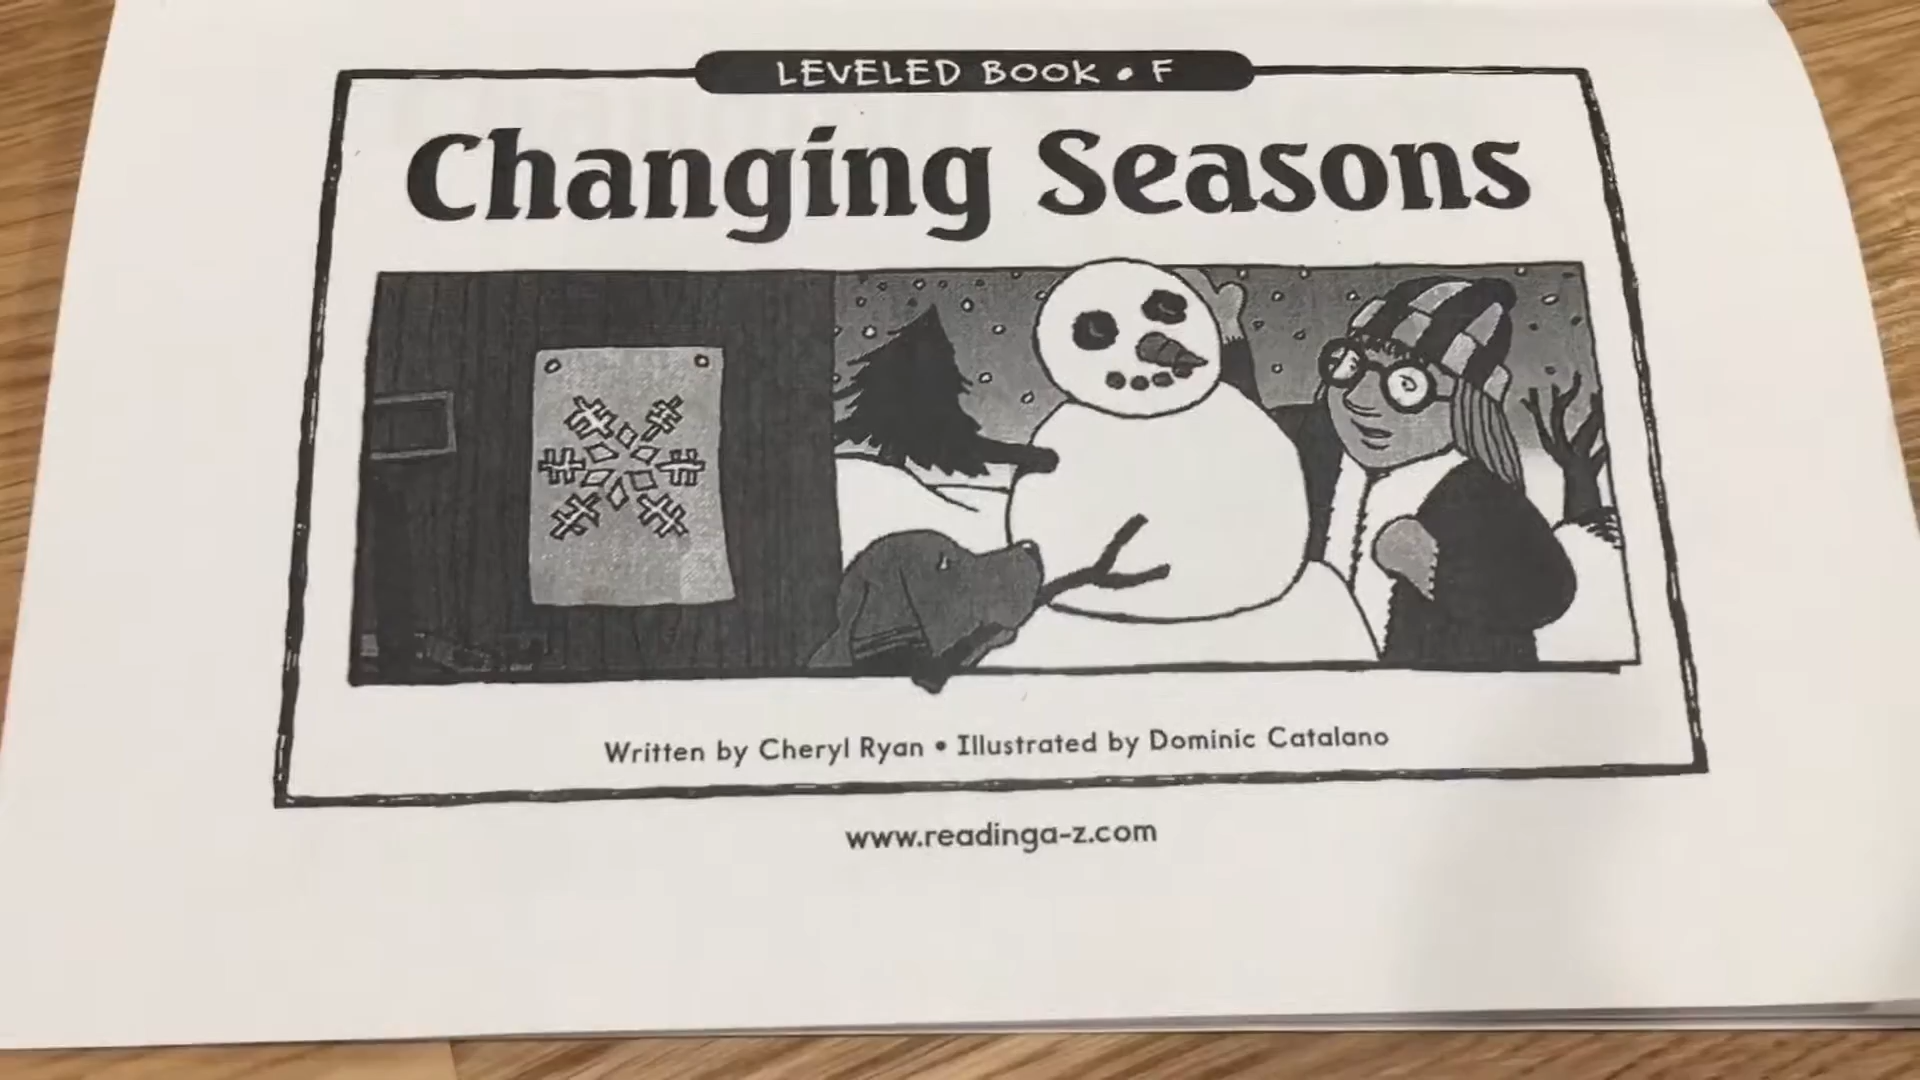 LEVELED BOOK • F
Changing Seasons
Written by Cheryl Ryan • Illustrated by Dominic Catalano
www.readinga-z.com